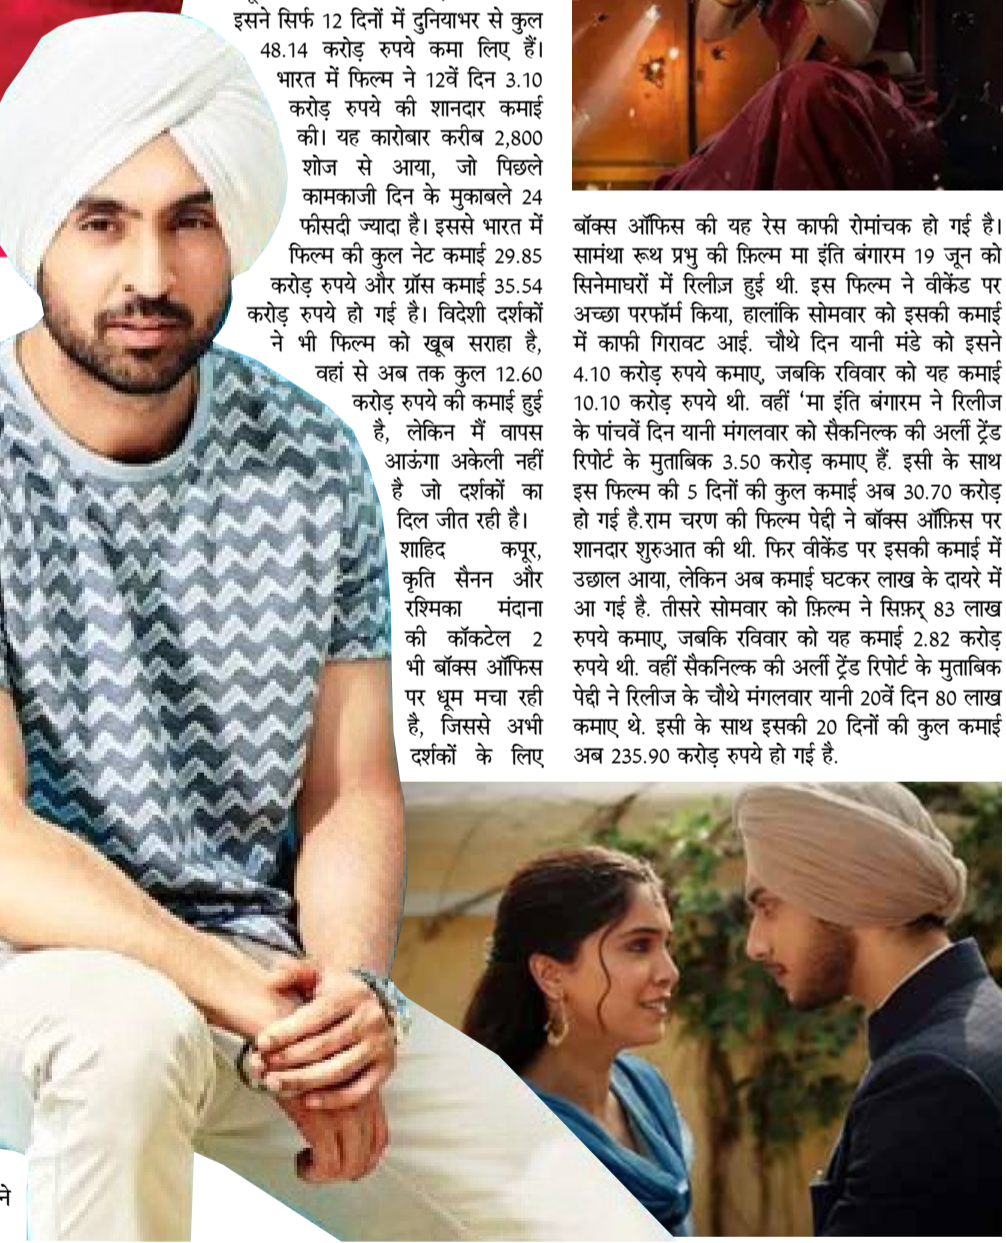 इसने सिर्फ 12 दिनों में दुनियाभर से कुल
48.14 करोड़ रुपये कमा लिए हैं।
भारत में फिल्म ने 12वें दिन 3.10
करोड़ रुपये की शानदार कमाई
की। यह कारोबार करीब 2,800
शोज से आया, जो पिछले
कामकाजी दिन के मुकाबले 24
फीसदी ज्यादा है। इससे भारत में
फिल्म की कुल नेट कमाई 29.85
करोड़ रुपये और ग्रॉस कमाई 35.54
करोड़ रुपये हो गई है। विदेशी दर्शकों
ने भी फिल्म को खूब सराहा है,
वहां से अब तक कुल 12.60
करोड़ रुपये की कमाई हुई
है, लेकिन मैं वापस
आऊंगा अकेली नहीं
है जो दर्शकों का
दिल जीत रही है।
शाहिद कपूर,
कृति सैनन और
रश्मिका मंदाना
की कॉकटेल 2
भी बॉक्स ऑफिस
पर धूम मचा रही
है, जिससे अभी
दर्शकों के लिए
बॉक्स ऑफिस की यह रेस काफी रोमांचक हो गई है।
सामंथा रूथ प्रभु की फ़िल्म मा इंति बंगारम 19 जून को
सिनेमाघरों में रिलीज़ हुई थी. इस फिल्म ने वीकेंड पर
अच्छा परफॉर्म किया, हालांकि सोमवार को इसकी कमाई
में काफी गिरावट आई. चौथे दिन यानी मंडे को इसने
4.10 करोड़ रुपये कमाए, जबकि रविवार को यह कमाई
10.10 करोड़ रुपये थी. वहीं ‘मा इंति बंगारम ने रिलीज
के पांचवें दिन यानी मंगलवार को सैकनिल्क की अर्ली ट्रेंड
रिपोर्ट के मुताबिक 3.50 करोड़ कमाए हैं. इसी के साथ
इस फिल्म की 5 दिनों की कुल कमाई अब 30.70 करोड़
हो गई है.राम चरण की फिल्म पेद्दी ने बॉक्स ऑफ़िस पर
शानदार शुरुआत की थी. फिर वीकेंड पर इसकी कमाई में
उछाल आया, लेकिन अब कमाई घटकर लाख के दायरे में
आ गई है. तीसरे सोमवार को फ़िल्म ने सिफ़र् 83 लाख
रुपये कमाए, जबकि रविवार को यह कमाई 2.82 करोड़
रुपये थी. वहीं सैकनिल्क की अर्ली ट्रेंड रिपोर्ट के मुताबिक
पेद्दी ने रिलीज के चौथे मंगलवार यानी 20वें दिन 80 लाख
कमाए थे. इसी के साथ इसकी 20 दिनों की कुल कमाई
अब 235.90 करोड़ रुपये हो गई है.
ने